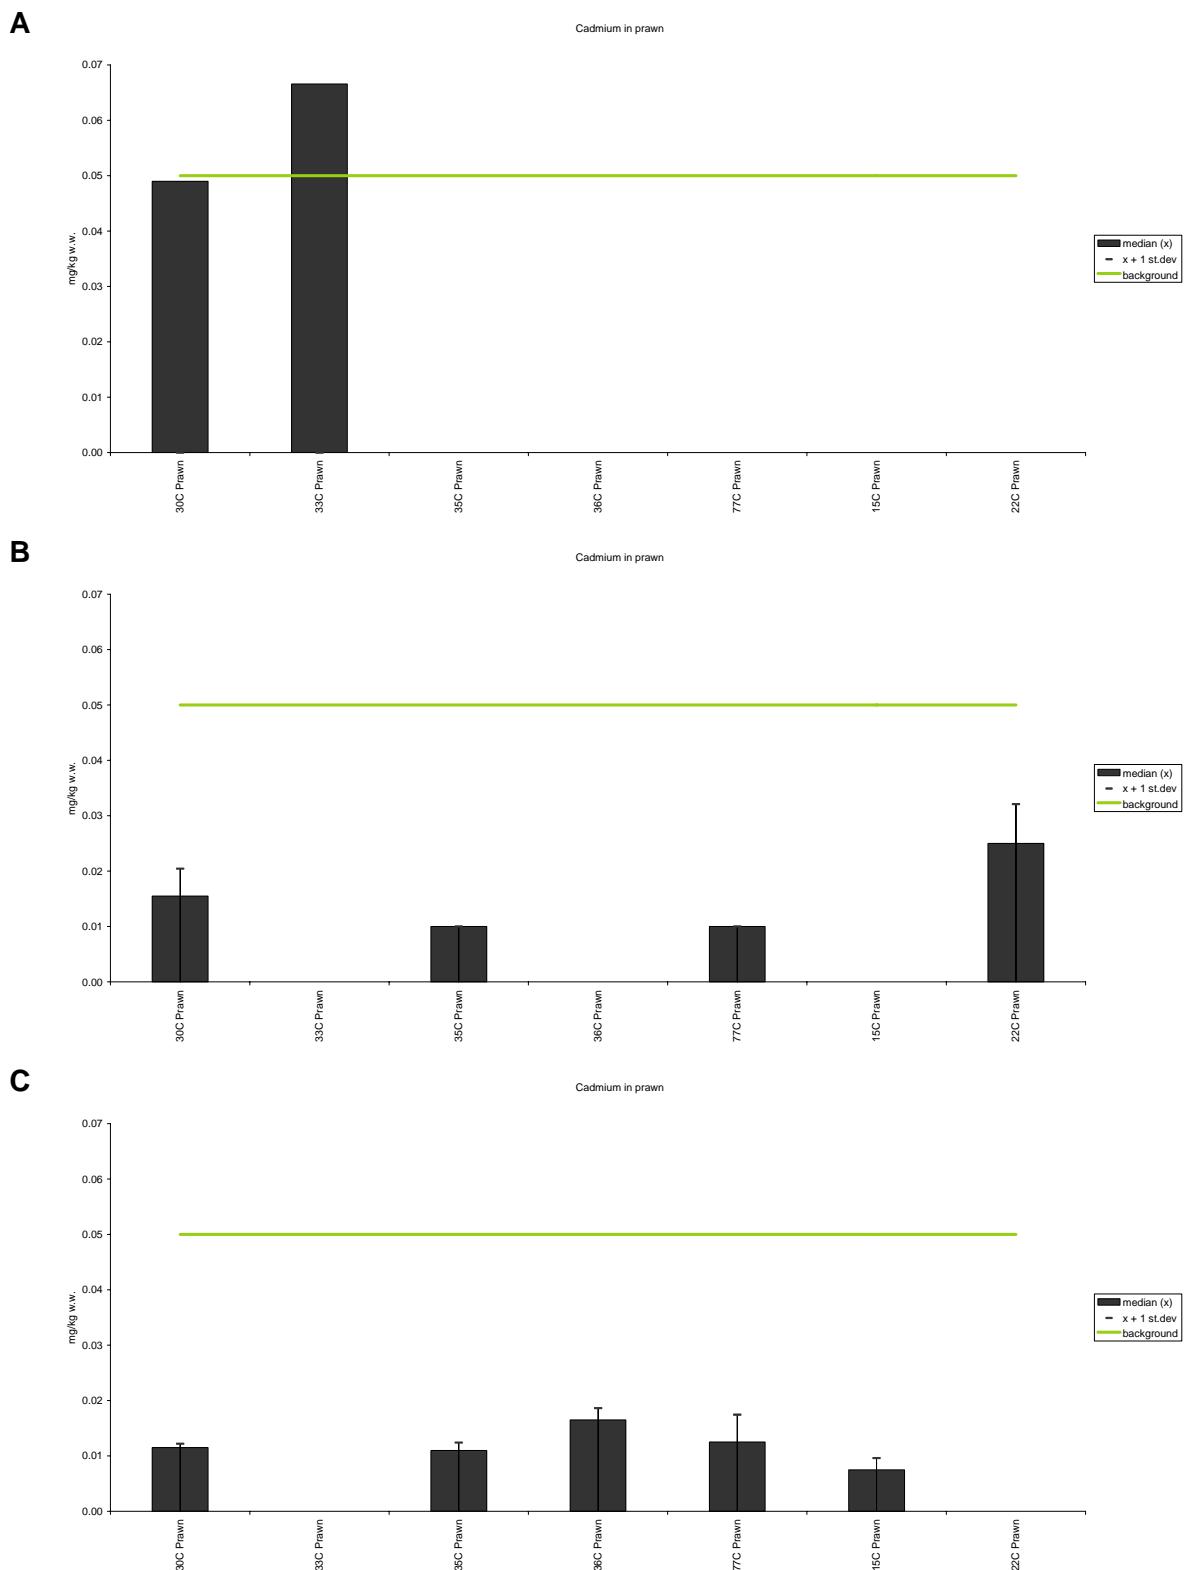 A
Cadmium in prawn
0.07
0.06
0.05
0.04
0.03
0.02
0.01
0.00
mg/kg w.w.
30C Prawn
33C Prawn
35C Prawn
36C Prawn
77C Prawn
15C Prawn
22C Prawn
median (x)
x + 1 st.dev
background
B
Cadmium in prawn
0.07
0.06
0.05
0.04
0.03
0.02
0.01
0.00
mg/kg w.w.
30C Prawn
33C Prawn
35C Prawn
36C Prawn
77C Prawn
15C Prawn
22C Prawn
median (x)
x + 1 st.dev
background
C
Cadmium in prawn
0.07
0.06
0.05
0.04
0.03
0.02
0.01
0.00
mg/kg w.w.
30C Prawn
33C Prawn
35C Prawn
36C Prawn
77C Prawn
15C Prawn
22C Prawn
median (x)
x + 1 st.dev
background